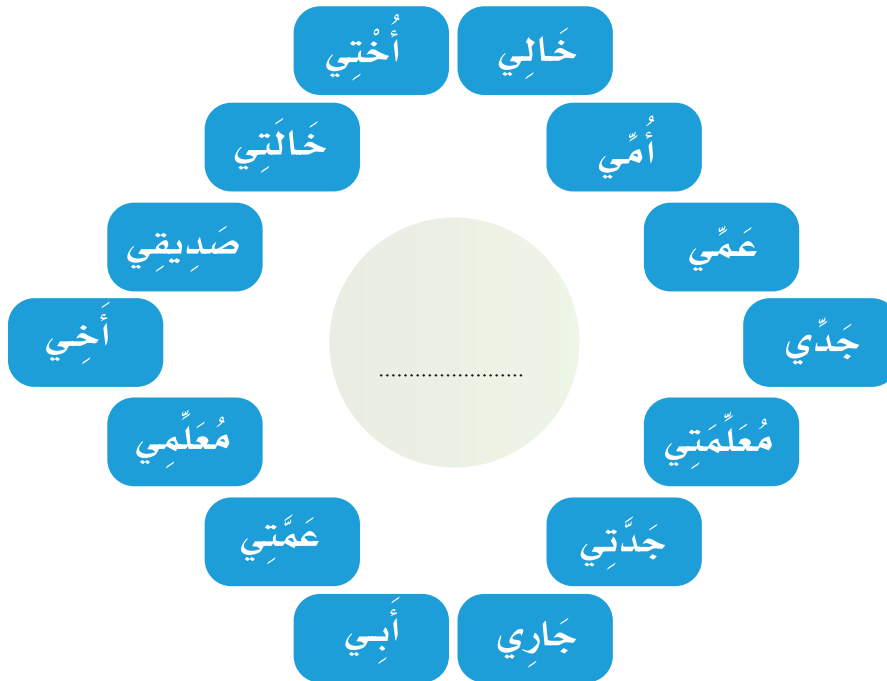 خَالِي
أُخْتِي
أُمِّي
خَالَتِي
عَمِّي
صَدِيقِي
جَدِّي
أَخِي
مُعَلِّمَتِي
مُعَلِّمِي
جَدَّتِي
عَمَّتِي
جَارِي
أَبِي
........................